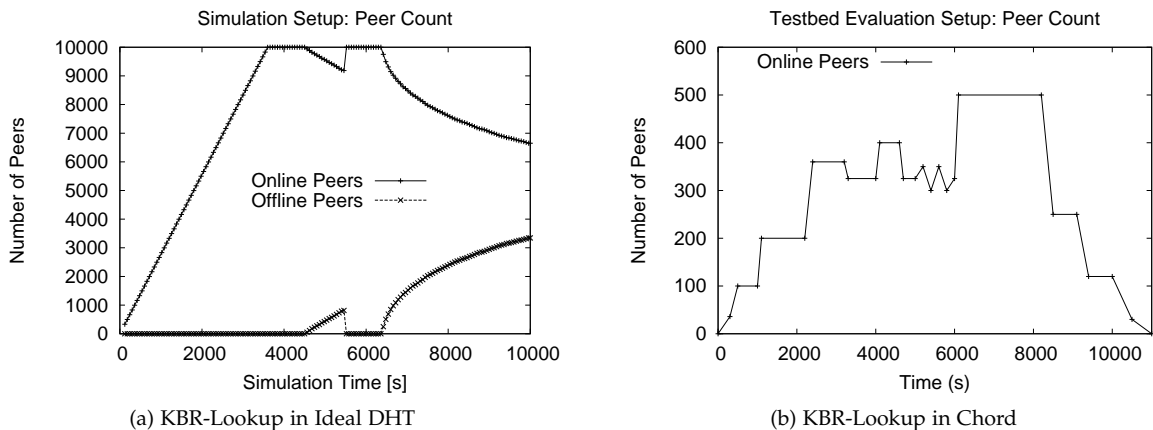 Simulation Setup: Peer Count
10000
9000
8000
7000
6000
5000
4000
3000
2000
1000
0
Number of Peers
Online Peers
Offline Peers
0 2000 4000 6000 8000 10000
Simulation Time [s]
(a) KBR-Lookup in Ideal DHT
Testbed Evaluation Setup: Peer Count
600
500
400
300
200
100
0
Number of Peers
Online Peers
0 2000 4000 6000 8000 10000
Time (s)
(b) KBR-Lookup in Chord